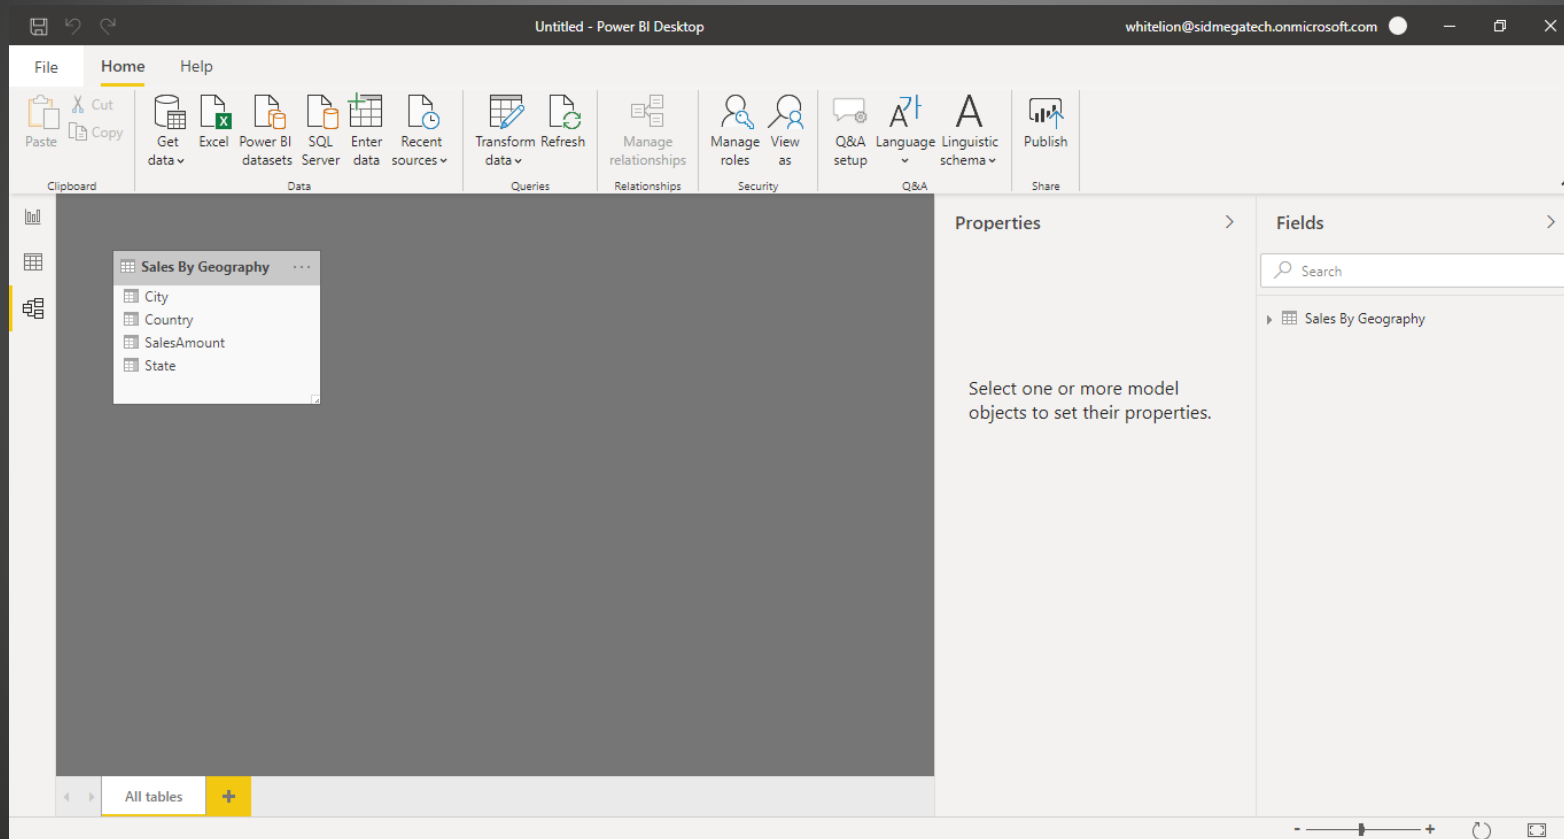 Untitled - Power BI Desktop
whitelion@sidmegatech.onmicrosoft.com
File Home Help
Paste
Cut
Copy
Clipboard
Get data
Excel
Power BI datasets
SQL Server
Enter data
Recent sources
Data
Transform data
Refresh
Queries
Manage relationships
Relationships
Manage roles
View as
Security
Q&A setup
Language
Linguistic schema
Q&A
Publish
Share
Sales By Geography
City
Country
SalesAmount
State
Properties
Select one or more model
objects to set their properties.
Fields
Search
Sales By Geography
All tables